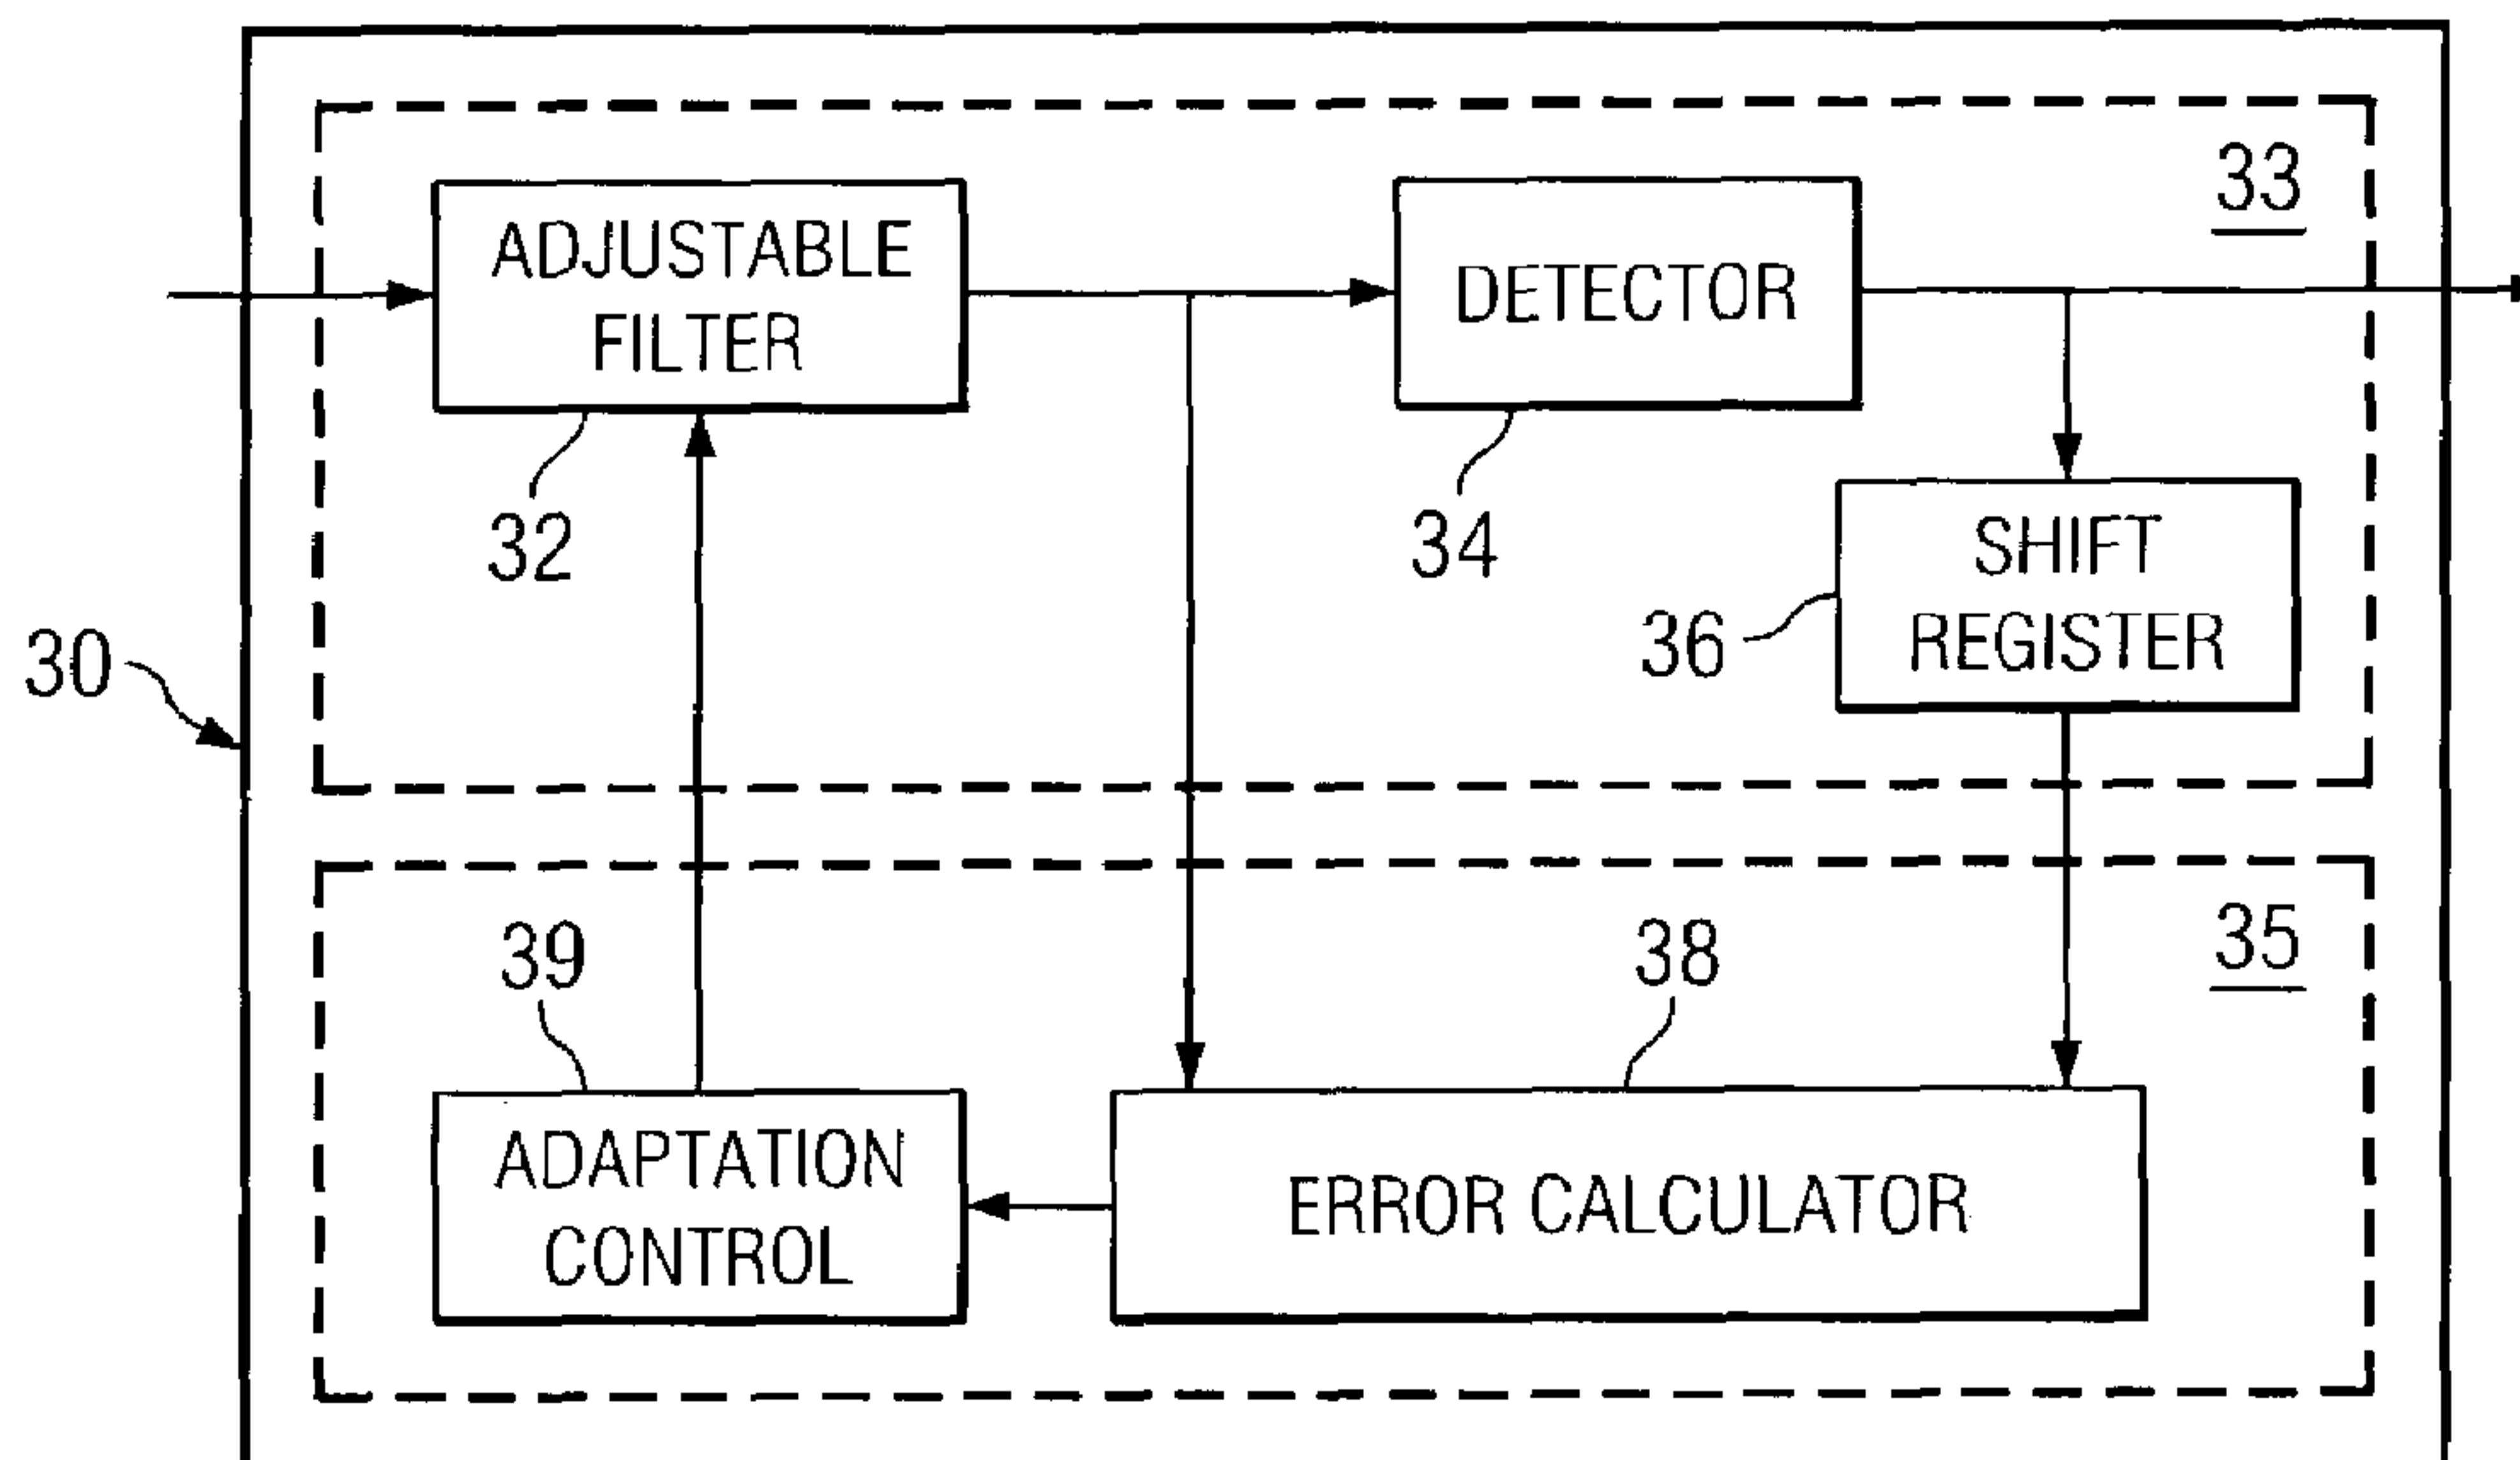 33
ADJUSTABLE
FILTER
DETECTOR
32
34
SHIFT
REGISTER
36
30
39
38
35
ADAPTATION
CONTROL
ERROR CALCULATOR